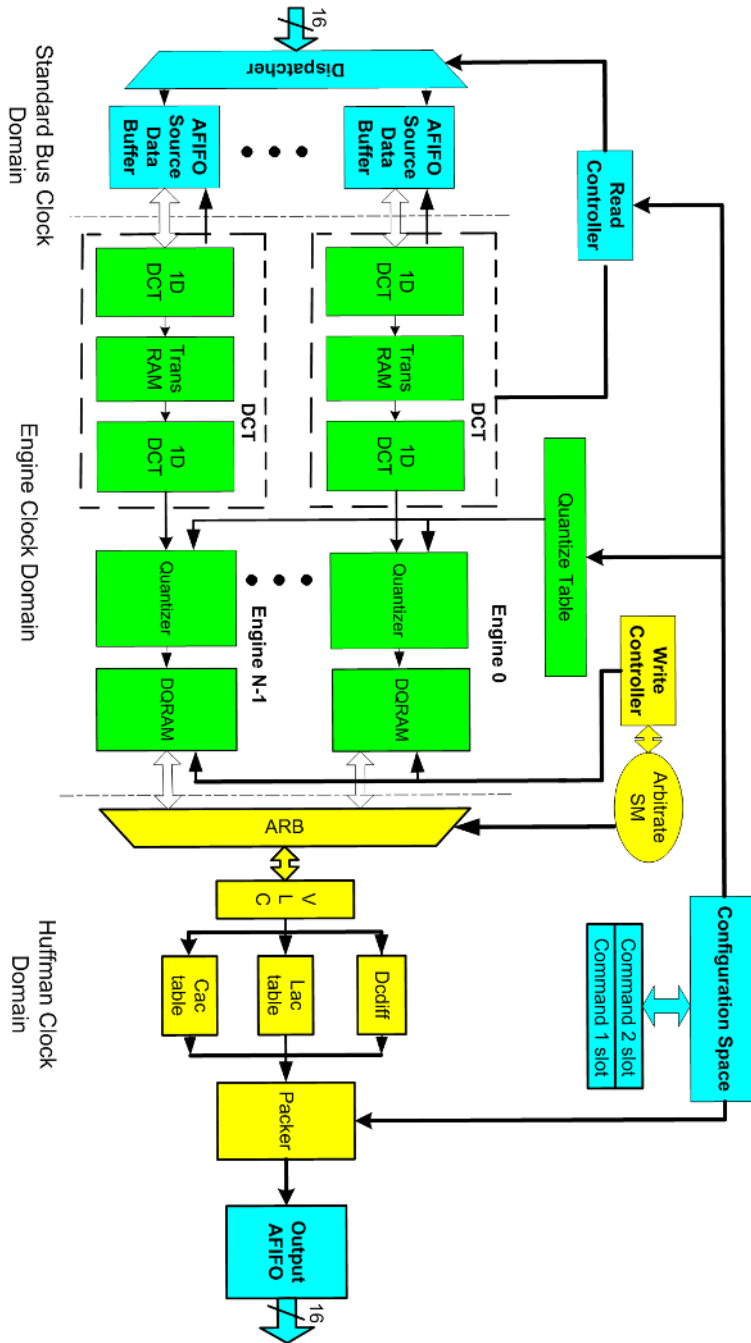 Configuration Space
Command 2 slot
Command 1 slot
Read
Controller
Write
Controller
Arbitrate
SM
Quantize Table
16
Dispatcher
AFIFO
Source
Data
Buffer
1D
DCT
Trans
RAM
1D
DCT
DCT
Quantizer
DQRAM
Engine 0
AFIFO
Source
Data
Buffer
1D
DCT
Trans
RAM
1D
DCT
DCT
Quantizer
DQRAM
Engine N-1
ARB
V
L
C
Dcdiff
Lac
table
Cac
table
Packer
Output
AFIFO
16
Standard Bus Clock
Domain
Engine Clock Domain
Huffman Clock
Domain